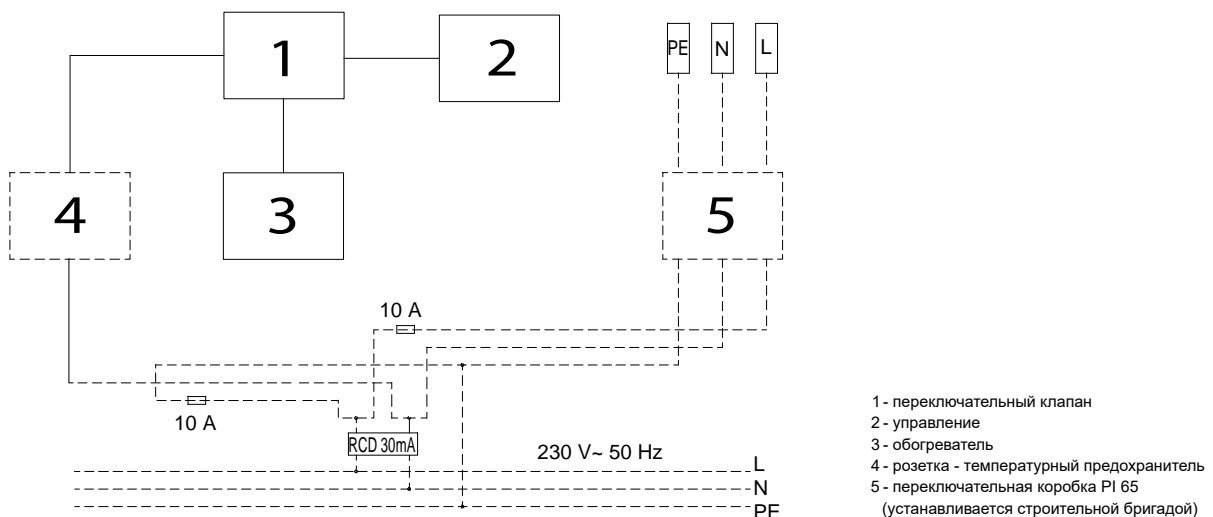 1
2
PE
N
L
4
3
5
10 A
10 A
RCD 30mA
230 V~ 50 Hz
L
N
PE
1 - переключательный клапан
2 - управление
3 - обогреватель
4 - розетка - температурный предохранитель
5 - переключательная коробка PI 65
(устанавливается строительной бригадой)